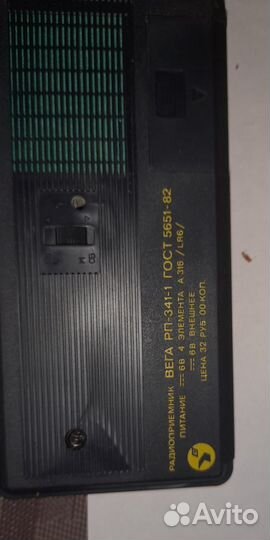 РАДИОПРИЕМНИК ВЕГА РП-341-1 ГОСТ 5651-82
ПИТАНИЕ 6В 4 ЭЛЕМЕНТА А 316 /LR6/
6В ВНЕШНЕЕ
ЦЕНА 32 РУБ 00 КОП.
Avito